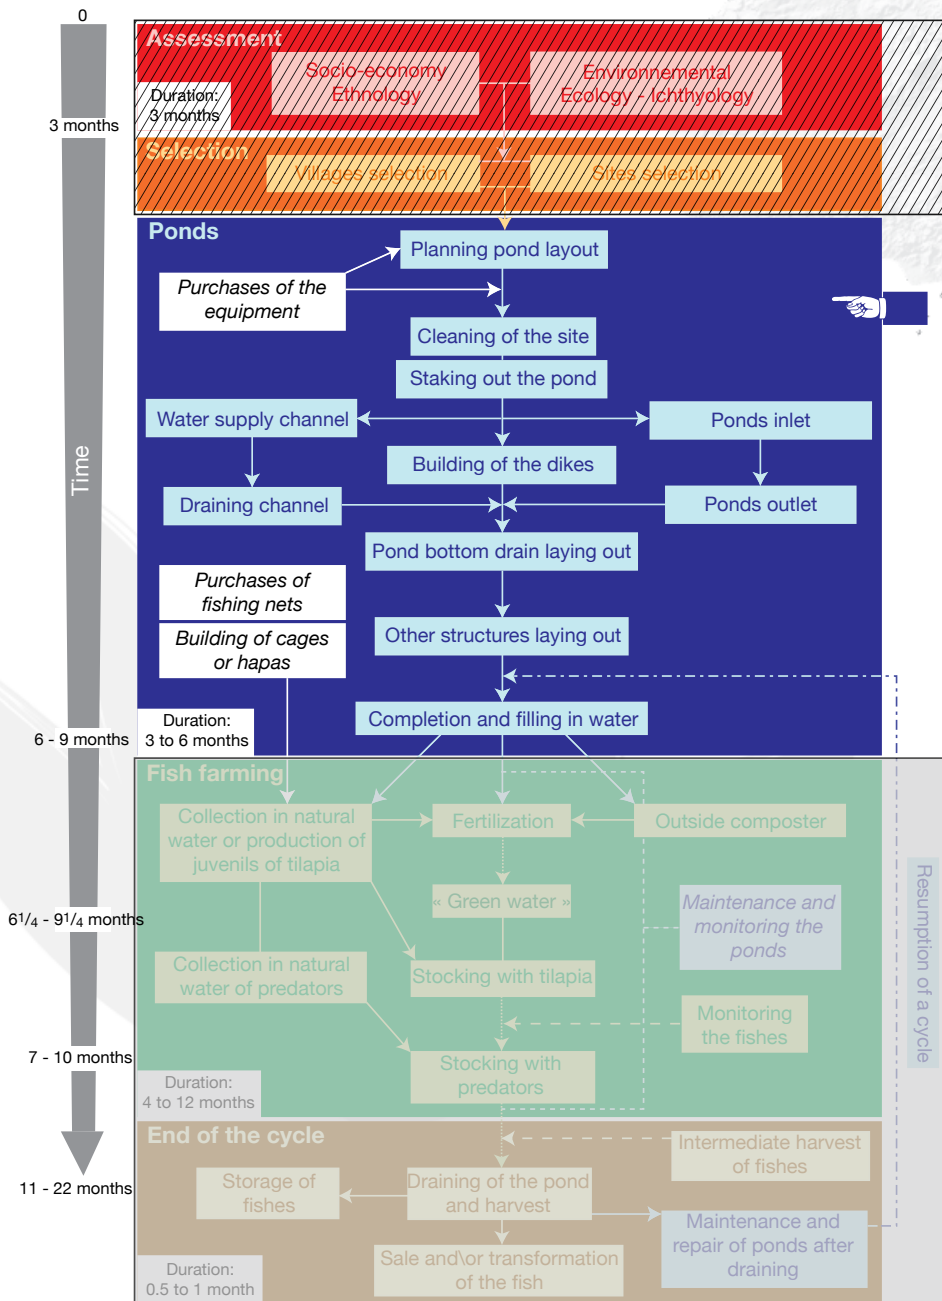 0
Assessment
Socio-economy
Ethnology
Environnemental
Ecology - Ichthyology
Duration:
3 months
3 months
Selection
Villages selection
Sites selection
Ponds
Planning pond layout
Purchases of the
equipment
Cleaning of the site
Staking out the pond
Water supply channel
Ponds inlet
Building of the dikes
Time
Draining channel
Ponds outlet
Pond bottom drain laying out
Purchases of
fishing nets
Building of cages
or hapas
Other structures laying out
Completion and filling in water
Duration:
3 to 6 months
6 - 9 months
Fish farming
Collection in natural
water or production of
juvenils of tilapia
Fertilization
Outside composter
« Green water »
Maintenance and
monitoring the
ponds
6 1/4 - 9 1/4 months
Collection in natural
water of predators
Stocking with tilapia
Monitoring
the fishes
Resumption of a cycle
7 - 10 months
Stocking with
predators
Duration:
4 to 12 months
End of the cycle
Intermediate harvest
of fishes
11 - 22 months
Storage of
fishes
Draining of the pond
and harvest
Maintenance and
repair of ponds after
draining
Sale and\or transformation
of the fish
Duration:
0.5 to 1 month